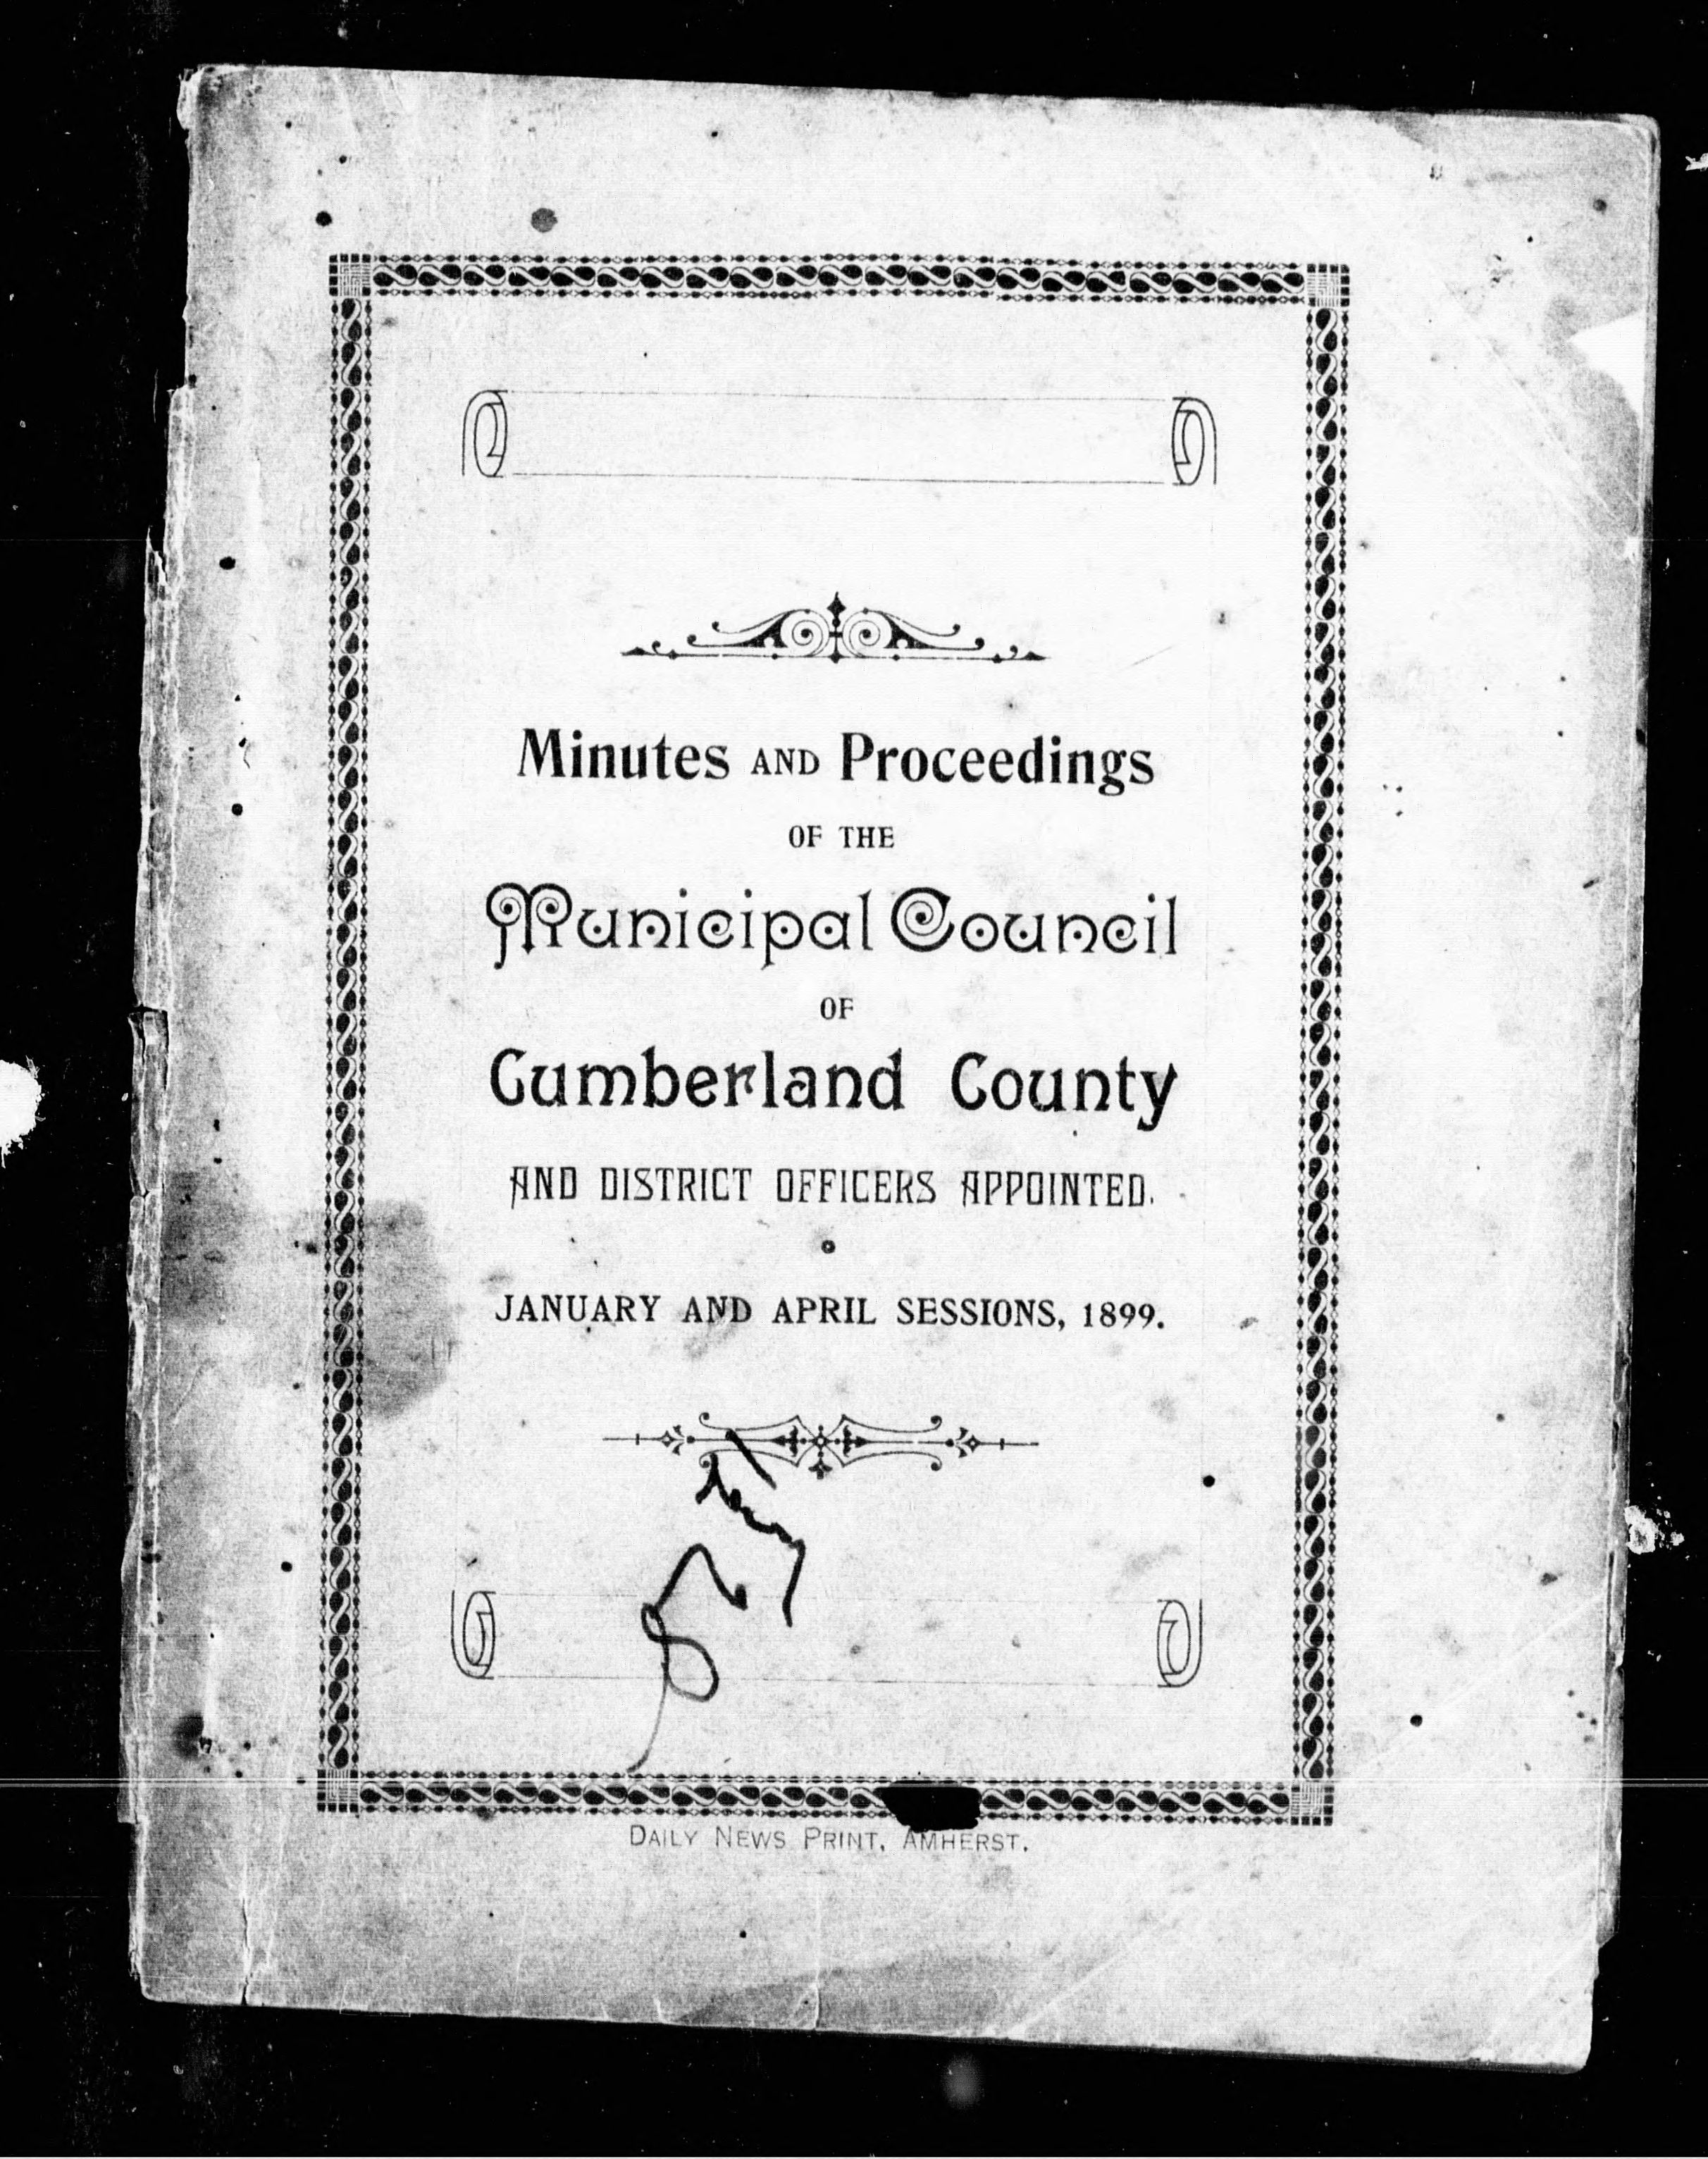 Minutes AND Proceedings
OF THE
Municipal Council
OF
Cumberland County
AND DISTRICT OFFICERS APPOINTED.
JANUARY AND APRIL SESSIONS, 1899.
DAILY NEWS PRINT, AMHERST.